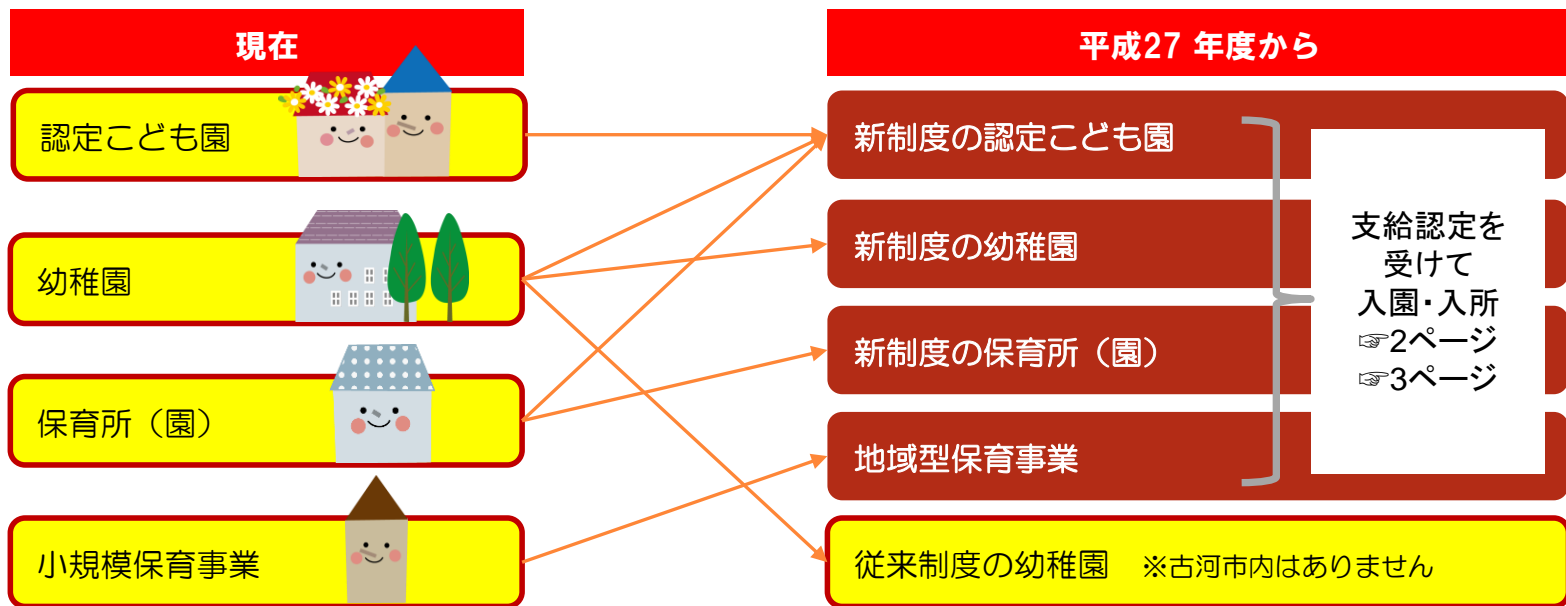 現在
平成27 年度から
認定こども園
幼稚園
保育所（園）
小規模保育事業
新制度の認定こども園
新制度の幼稚園
新制度の保育所（園）
地域型保育事業
従来制度の幼稚園　※古河市内はありません
支給認定を
受けて
入園・入所
☞2ページ
☞3ページ